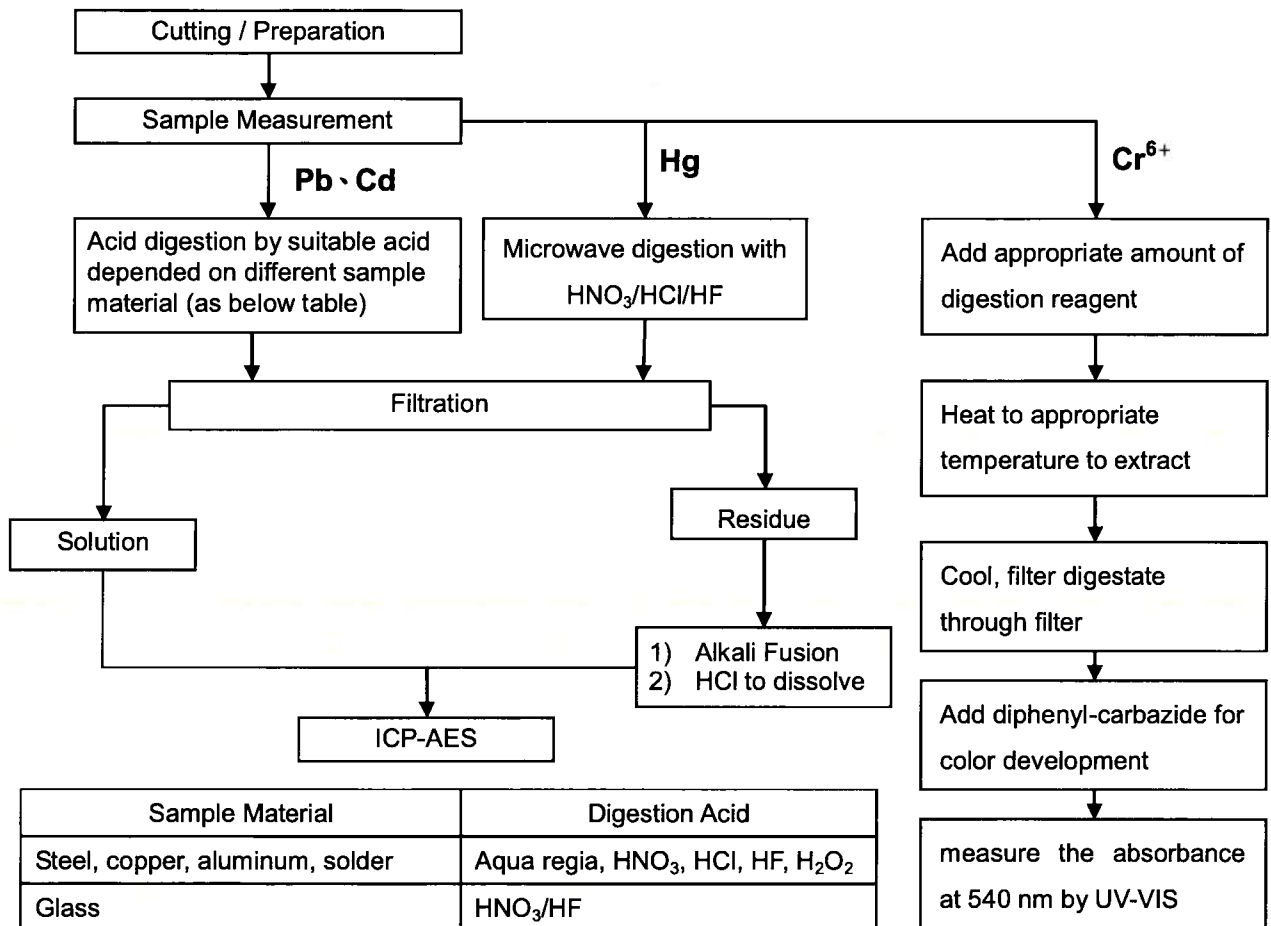 Cutting / Preparation
Sample Measurement
Pb、Cd
Hg
Cr⁶⁺
Acid digestion by suitable acid
depended on different sample
material (as below table)
Microwave digestion with
HNO₃/HCl/HF
Add appropriate amount of
digestion reagent
Filtration
Heat to appropriate
temperature to extract
Solution
Residue
Cool, filter digestate
through filter
1) Alkali Fusion
2) HCl to dissolve
ICP-AES
Add diphenyl-carbazide for
color development
measure the absorbance
at 540 nm by UV-VIS
Sample Material Digestion Acid
Steel, copper, aluminum, solder Aqua regia, HNO₃, HCl, HF, H₂O₂
Glass HNO₃/HF